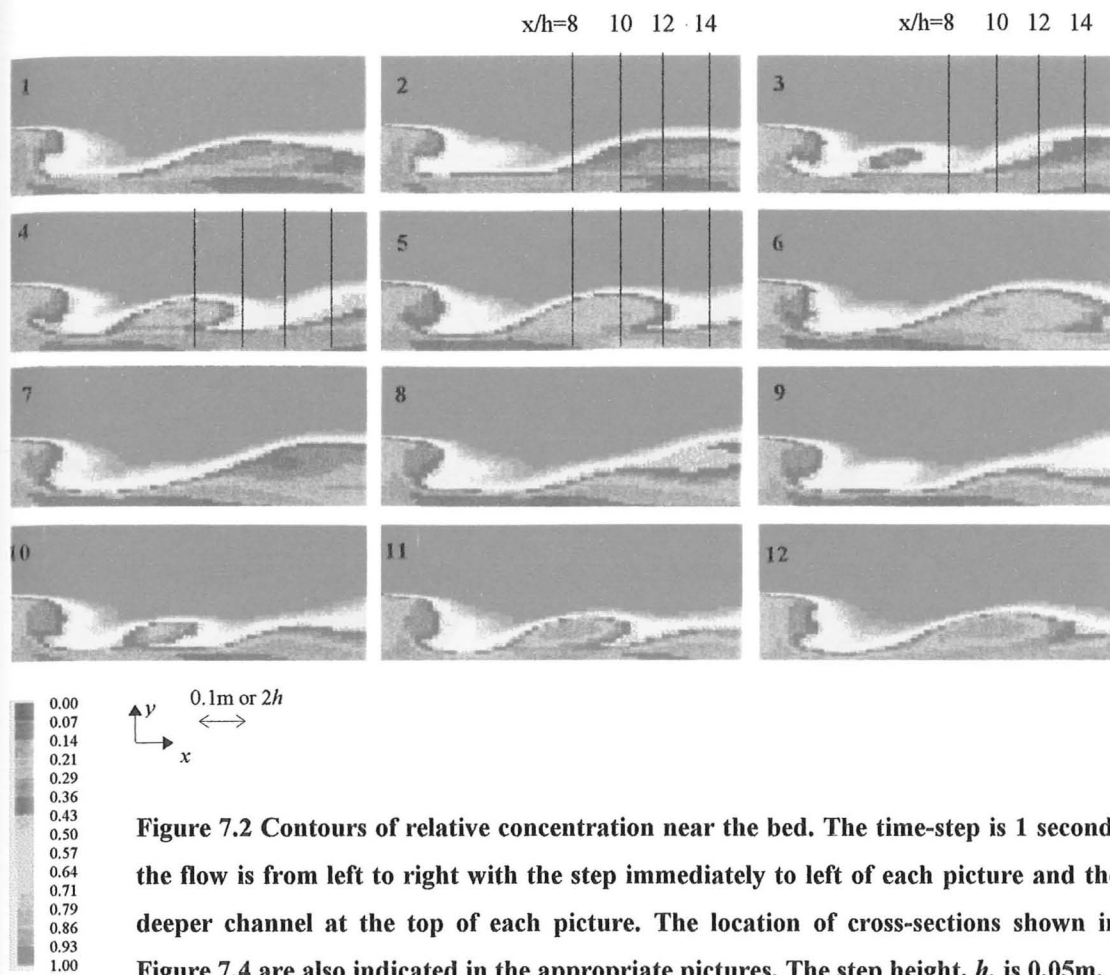 x/h=8 10 12 14 x/h=8 10 12 14
1 2 3
4 5 6
7 8 9
10 11 12
0.00
0.07
0.14
0.21
0.29
0.36
0.43
0.50
0.57
0.64
0.71
0.79
0.86
0.93
1.00
y
0.1m or 2h
x
Figure 7.2 Contours of relative concentration near the bed. The time-step is 1 second
the flow is from left to right with the step immediately to left of each picture and the
deeper channel at the top of each picture. The location of cross-sections shown in
Figure 7.4 are also indicated in the appropriate pictures. The step height, h, is 0.05m.